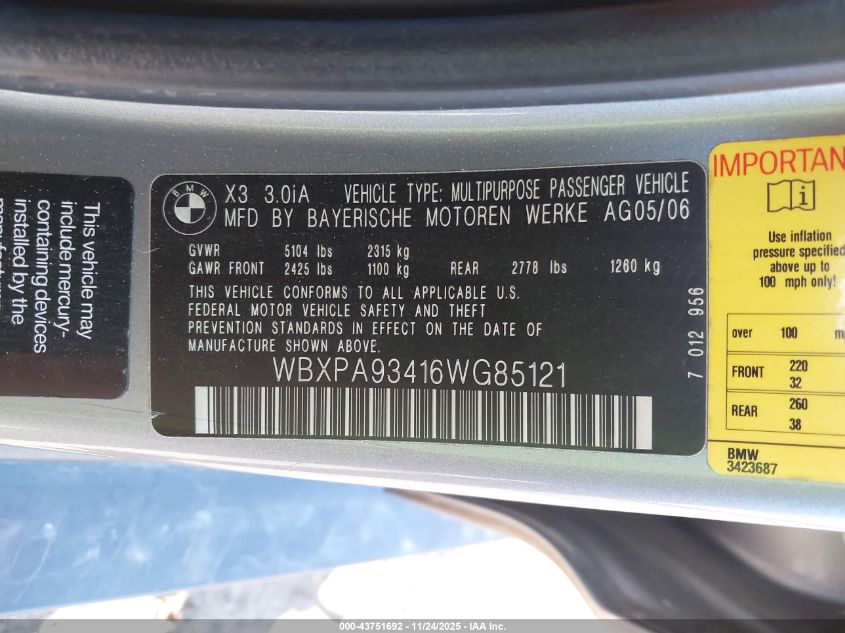 This vehicle may
include mercury-
containing devices
installed by the
BMW
X3 3.0iA VEHICLE TYPE: MULTIPURPOSE PASSENGER VEHICLE
MFD BY BAYERISCHE MOTOREN WERKE AG05/06
GVWR 5104 lbs 2315 kg
GAWR FRONT 2425 lbs 1100 kg REAR 2778 lbs 1260 kg
THIS VEHICLE CONFORMS TO ALL APPLICABLE U.S.
FEDERAL MOTOR VEHICLE SAFETY AND THEFT
PREVENTION STANDARDS IN EFFECT ON THE DATE OF
MANUFACTURE SHOWN ABOVE.
WBXPA93416WG85121
7 012 956
IMPORTAN
i
Use inflation
pressure specified
above up to
100 mph only!
over 100 m
FRONT 220
32
REAR 260
38
BMW
3423687
000-43751692 - 11/24/2025 - IAA Inc.